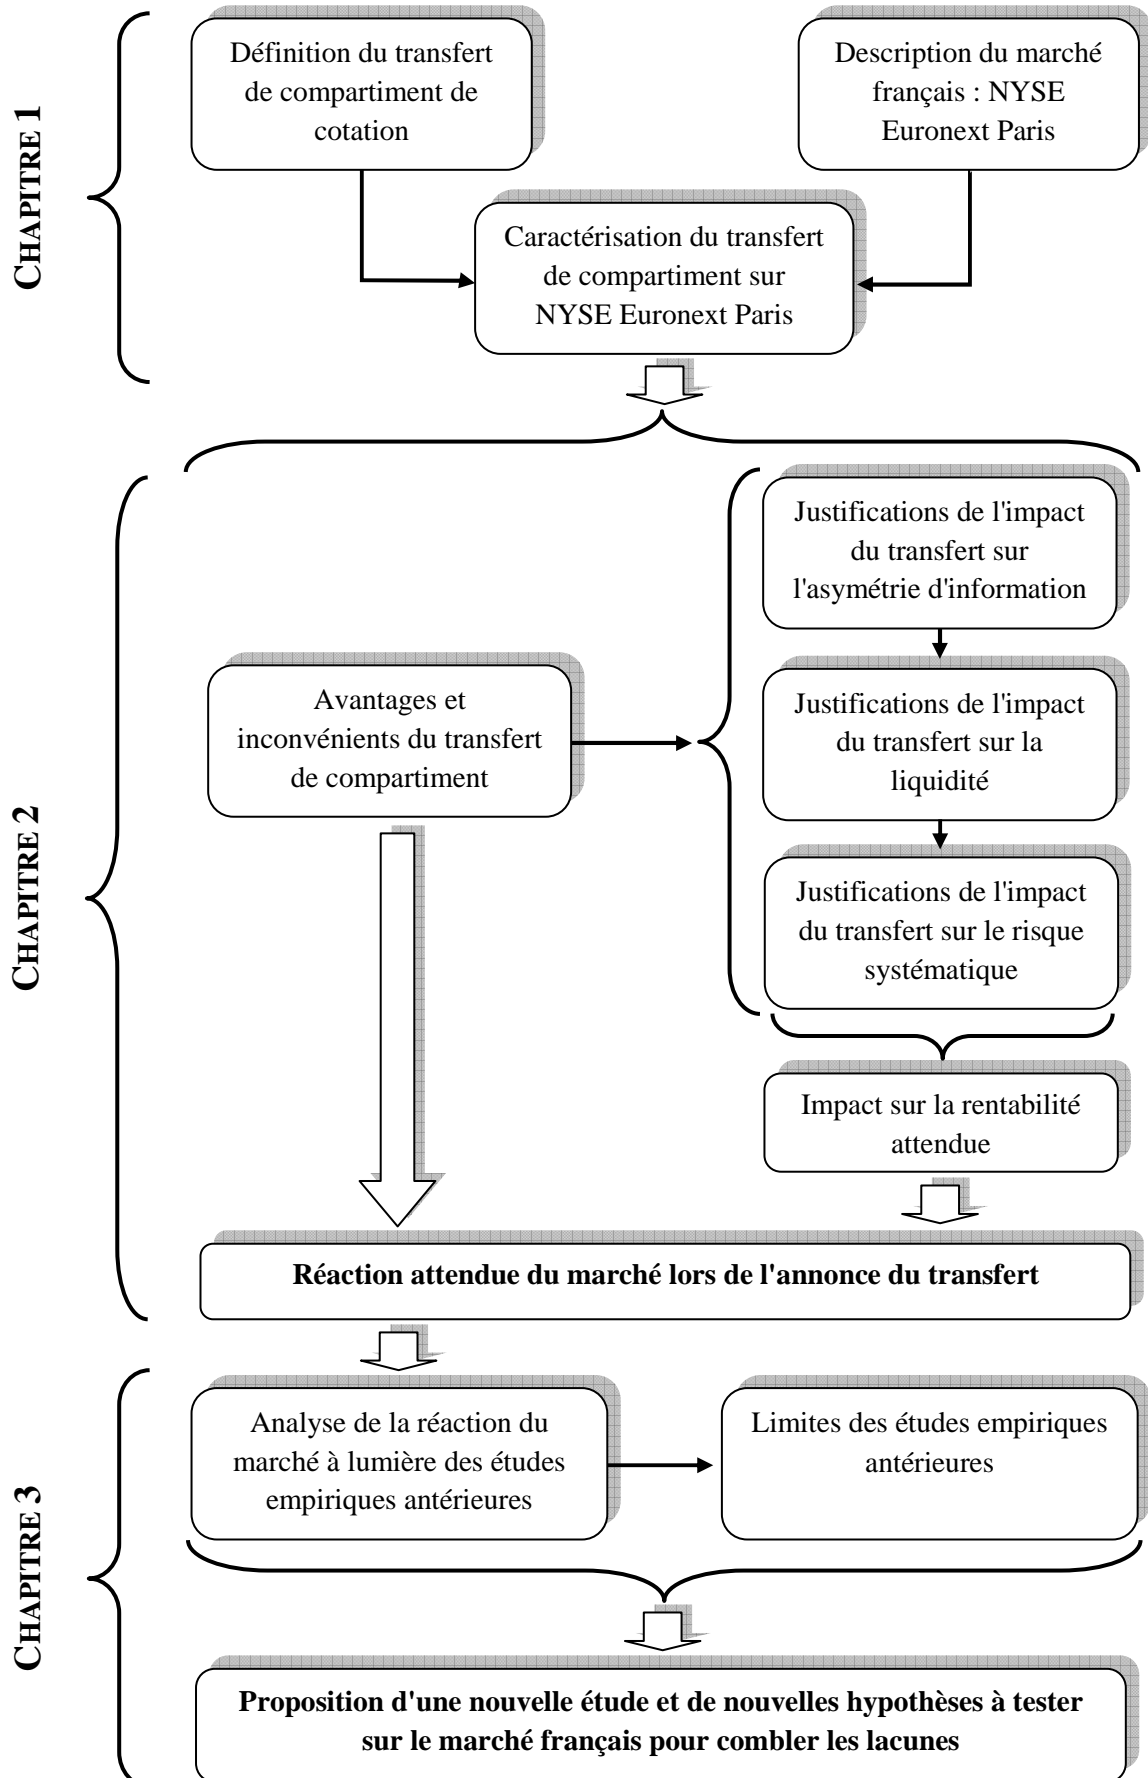 CHAPITRE 1
Définition du transfert
de compartiment de
cotation
Description du marché
français : NYSE
Euronext Paris
Caractérisation du transfert
de compartiment sur
NYSE Euronext Paris
CHAPITRE 2
Avantages et
inconvénients du transfert
de compartiment
Justifications de l'impact
du transfert sur
l'asymétrie d'information
Justifications de l'impact
du transfert sur la
liquidité
Justifications de l'impact
du transfert sur le risque
systématique
Impact sur la rentabilité
attendue
Réaction attendue du marché lors de l'annonce du transfert
CHAPITRE 3
Analyse de la réaction du
marché à lumière des études
empiriques antérieures
Limites des études empiriques
antérieures
Proposition d'une nouvelle étude et de nouvelles hypothèses à tester
sur le marché français pour combler les lacunes